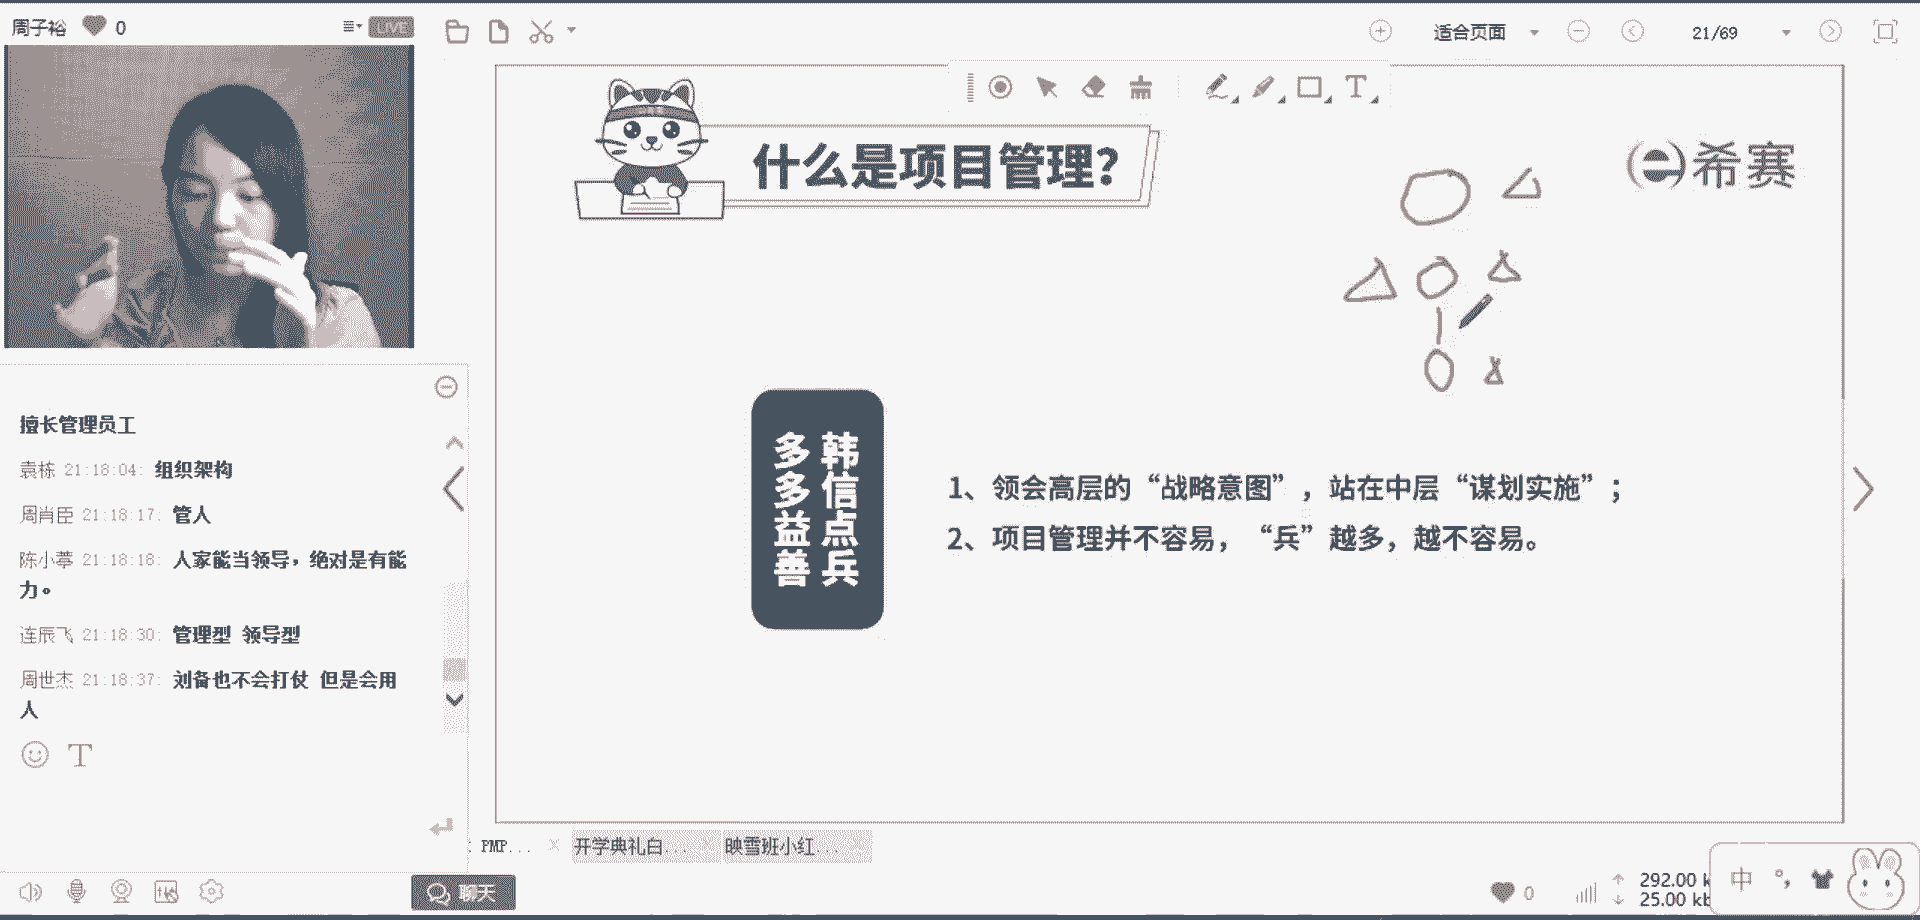 周子裕 0
LIVE
适合页面
21/69
什么是项目管理?
希赛
韩信点兵
多多益善
1、领会高层的“战略意图”，站在中层“谋划实施”；
2、项目管理并不容易，“兵”越多，越不容易。
擅长管理员工
袁栋 21:18:04: 组织架构
周肖臣 21:18:17: 管人
陈小葶 21:18:18: 人家能当领导，绝对是有能
力。
连辰飞 21:18:30: 管理型 领导型
周世杰 21:18:37: 刘备也不会打仗 但是会用
人
PMP...
开学典礼白...
映雪班小红...
聊天
0
292.00 k
25.00 kb
中